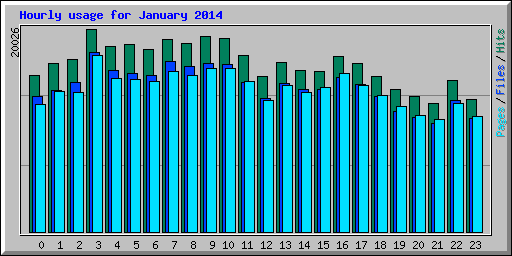 Hourly usage for January 2014
20026
Pages/Files/Hits
0 1 2 3 4 5 6 7 8 9 10 11 12 13 14 15 16 17 18 19 20 21 22 23